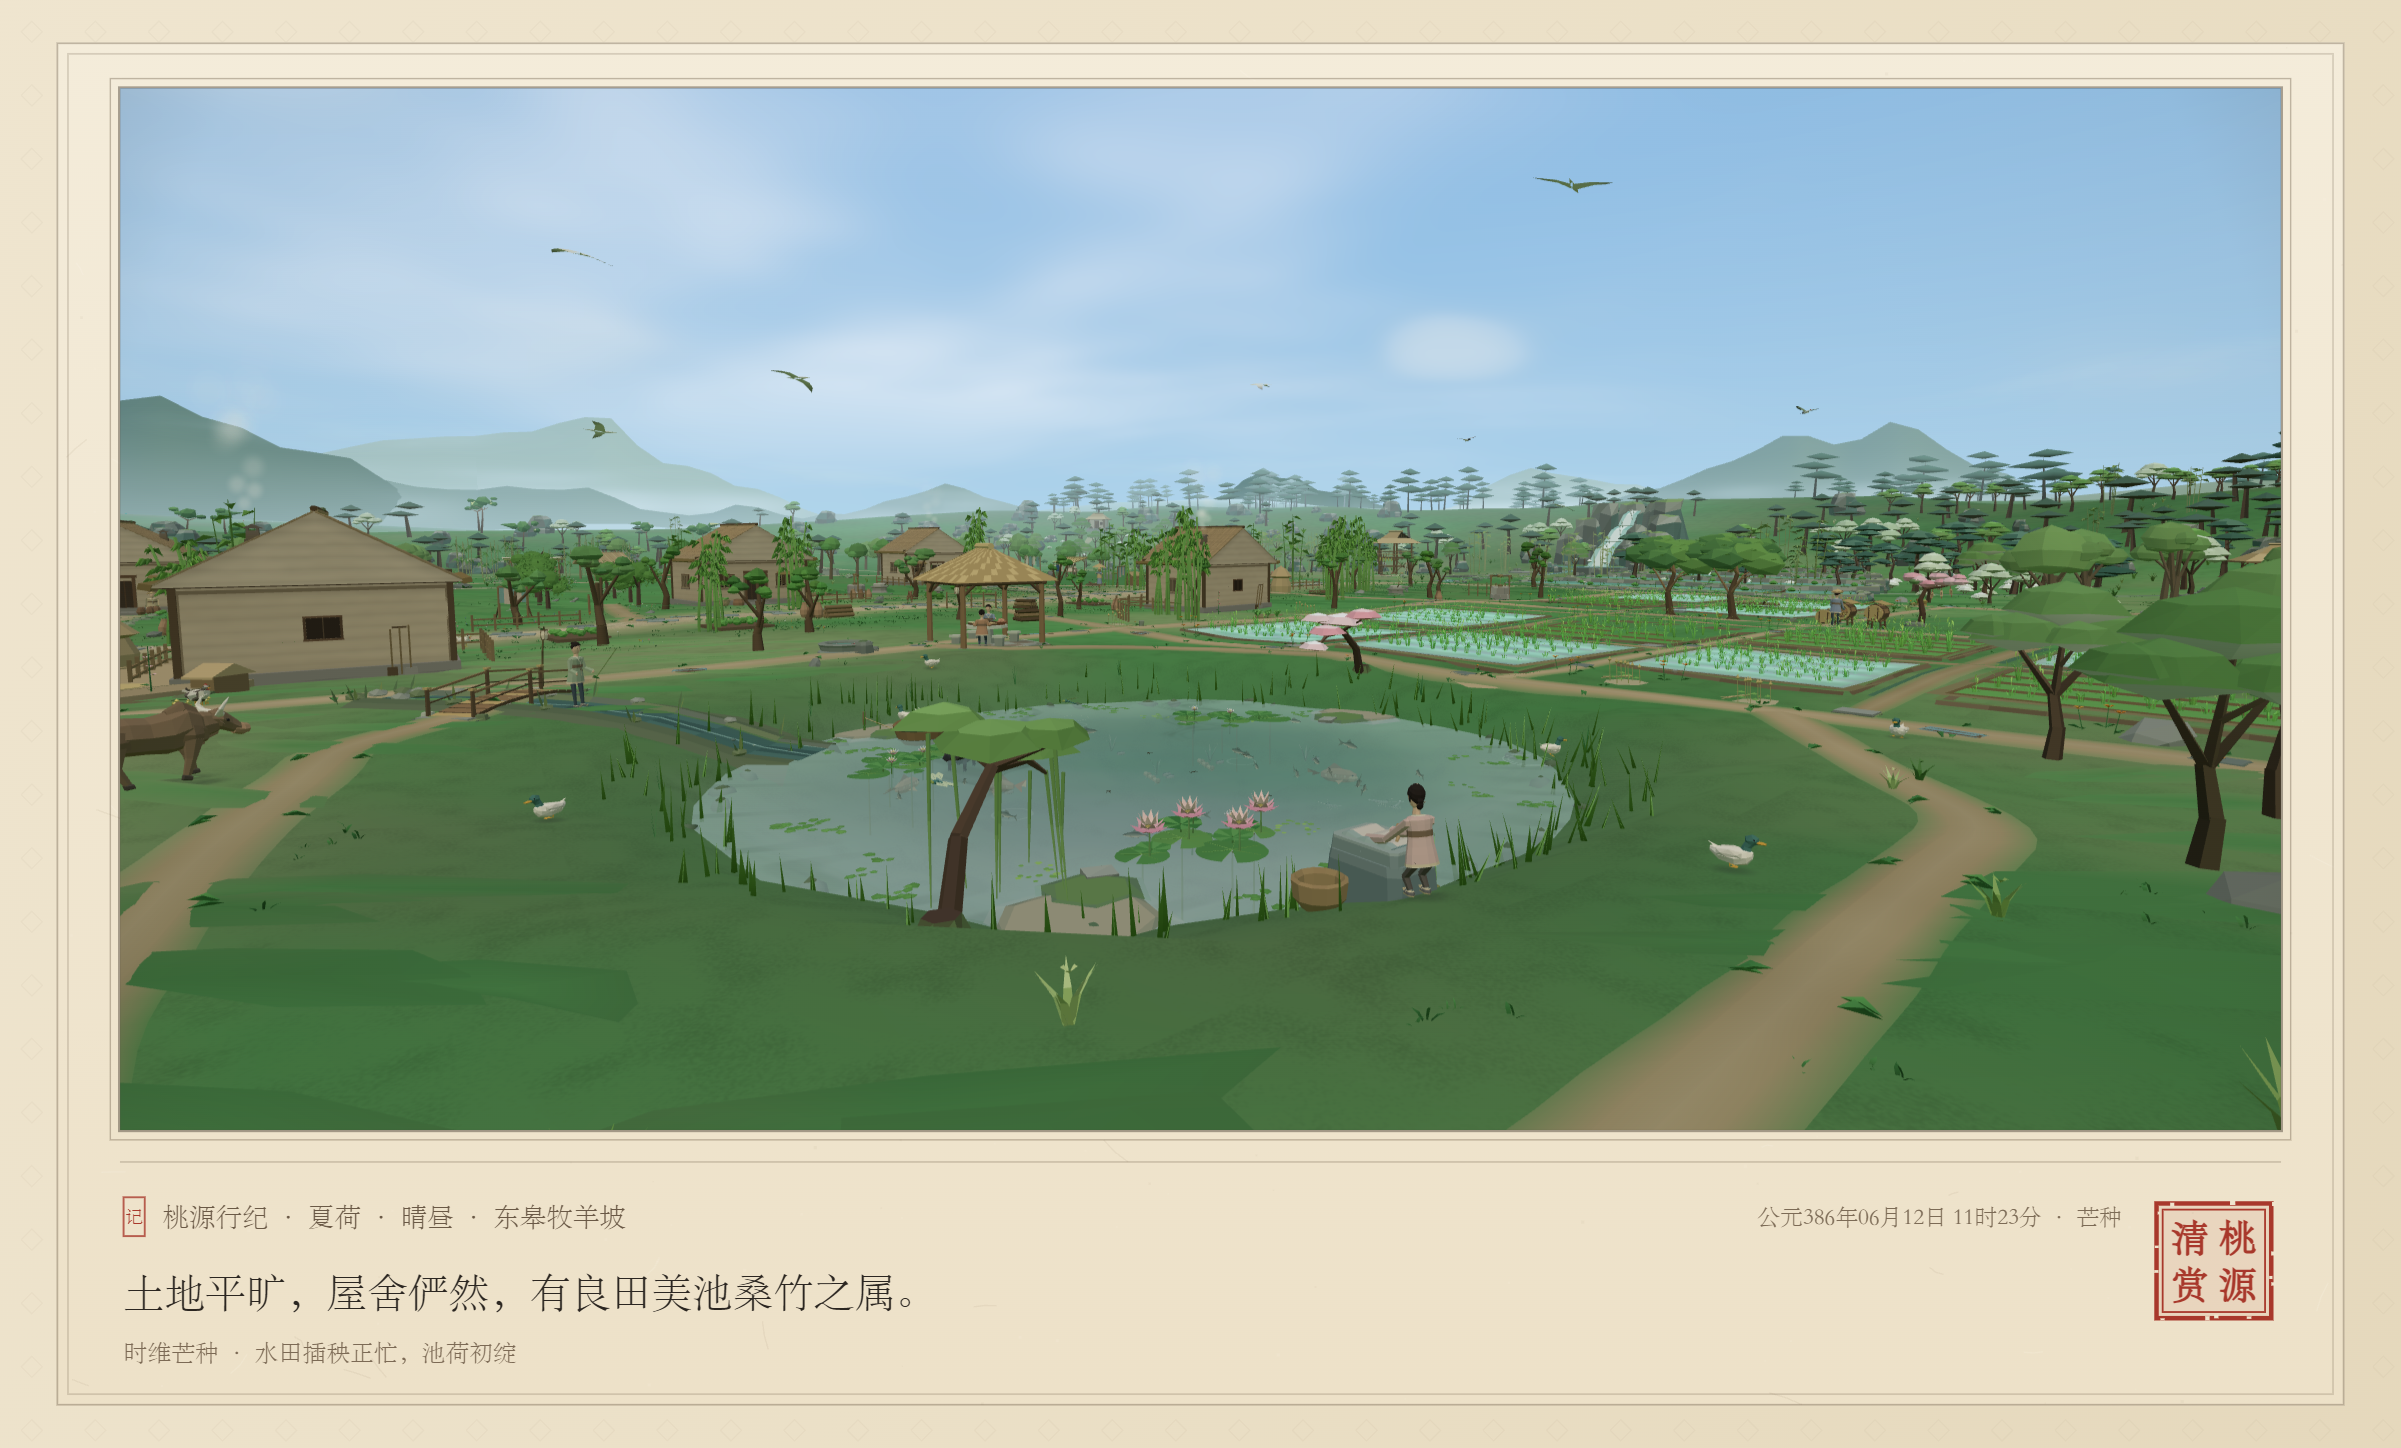 记 桃源行纪 · 夏荷 · 晴昼 · 东皋牧羊坡
公元386年06月12日 11时23分 · 芒种
桃源清赏
土地平旷，屋舍俨然，有良田美池桑竹之属。
时维芒种 · 水田插秧正忙，池荷初绽